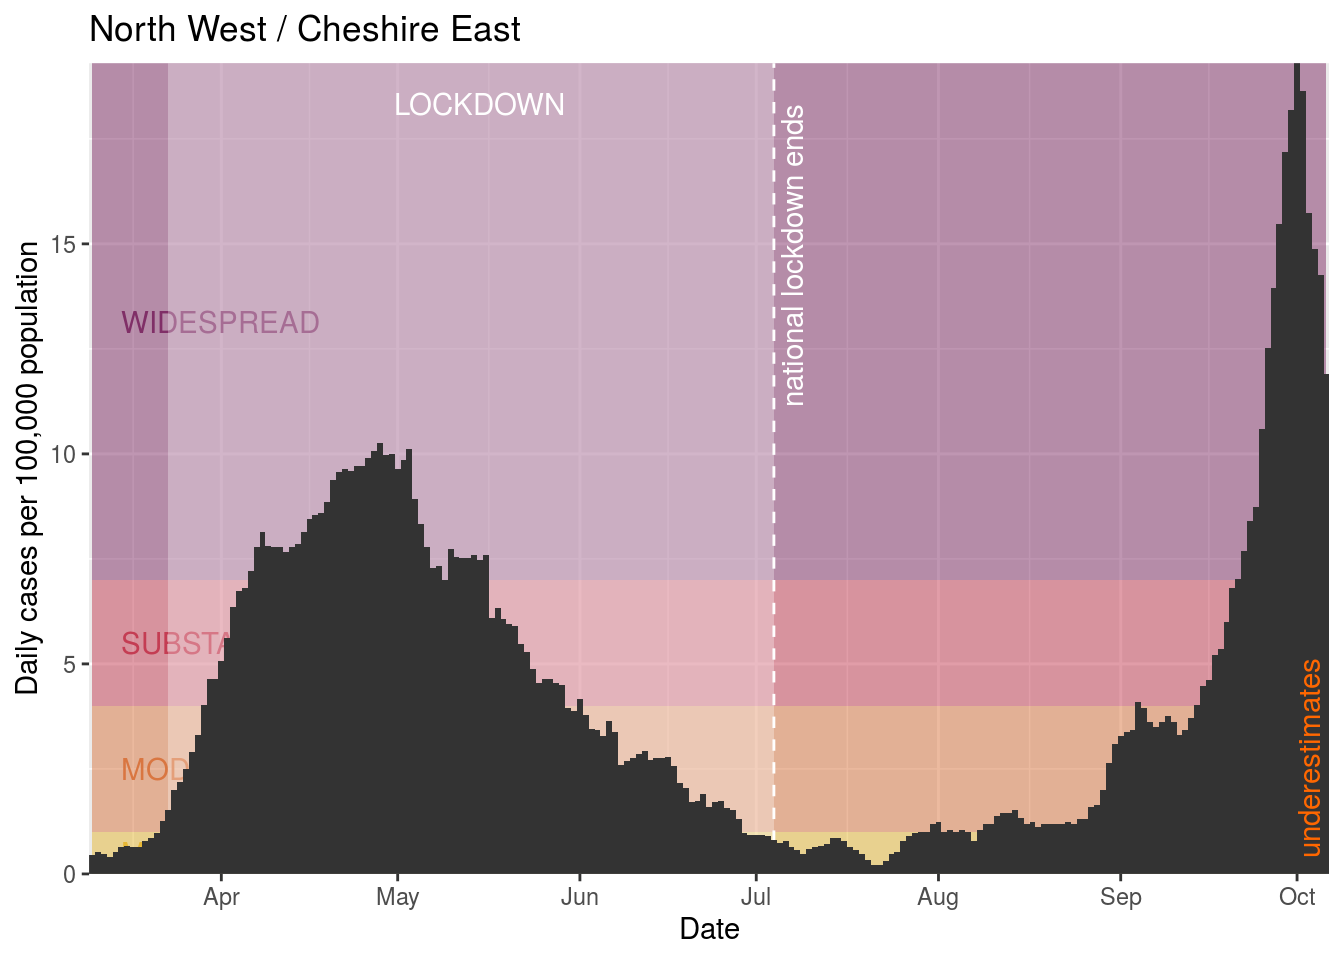 North West / Cheshire East
LOCKDOWN
national lockdown ends
WIDESPREAD
SUBSTA
MOD
underestimates
Daily cases per 100,000 population
15
10
5
0
Apr May Jun Jul Aug Sep Oct
Date